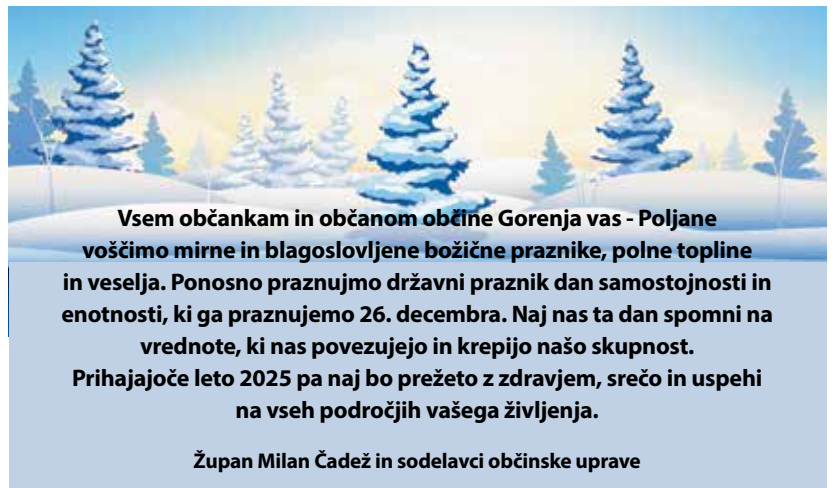 Vsem občankam in občanom občine Gorenja vas - Poljane
voščimo mirne in blagoslovljene božične praznike, polne topline
in veselja. Ponosno praznujmo državni praznik dan samostojnosti in
enotnosti, ki ga praznujemo 26. decembra. Naj nas ta dan spomni na
vrednote, ki nas povezujejo in krepijo našo skupnost.
Prihajajoče leto 2025 pa naj bo prežeto z zdravjem, srečo in uspehi
na vseh področjih vašega življenja.
Župan Milan Čadež in sodelavci občinske uprave